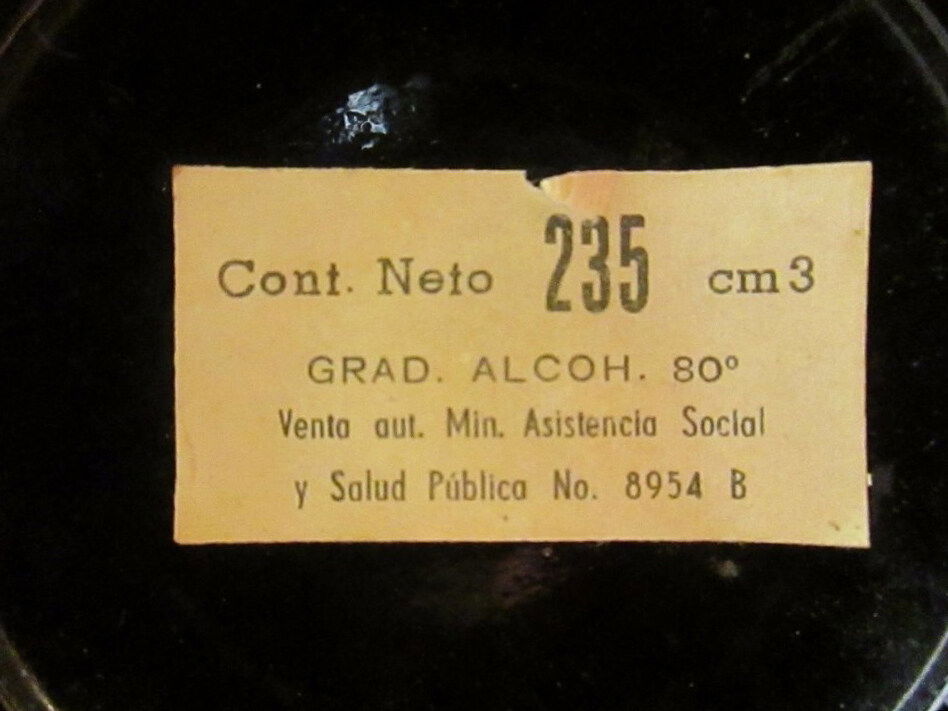 Cont. Neto 235 cm3
GRAD. ALCOH. 80º
Venta aut. Min. Asistencia Social
y Salud Pública No. 8954 B